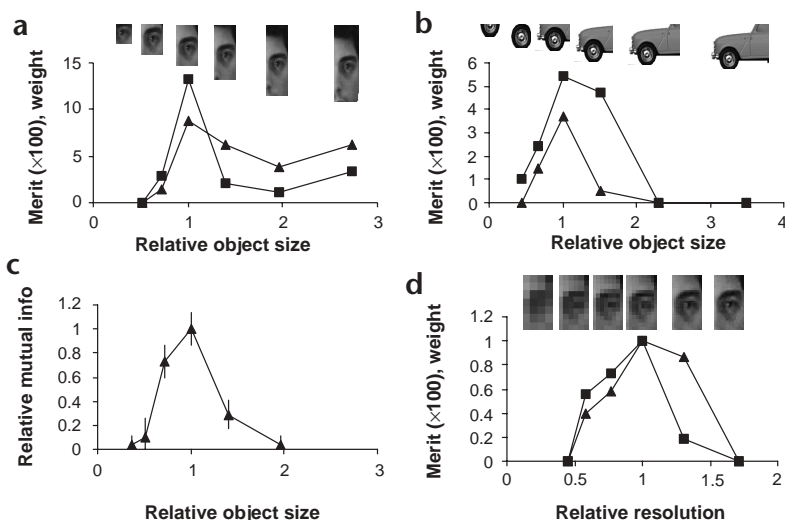 a
15
10
5
0
0 1 2 3
Merit (×100), weight
Relative object size
b
6
5
4
3
2
1
0
0 1 2 3 4
Merit (×100), weight
Relative object size
c
1.2
1
0.8
0.6
0.4
0.2
0
0 1 2 3
Relative mutual info
Relative object size
d
1.2
1
0.8
0.6
0.4
0.2
0
0 0.5 1 1.5 2
Merit (×100), weight
Relative resolution